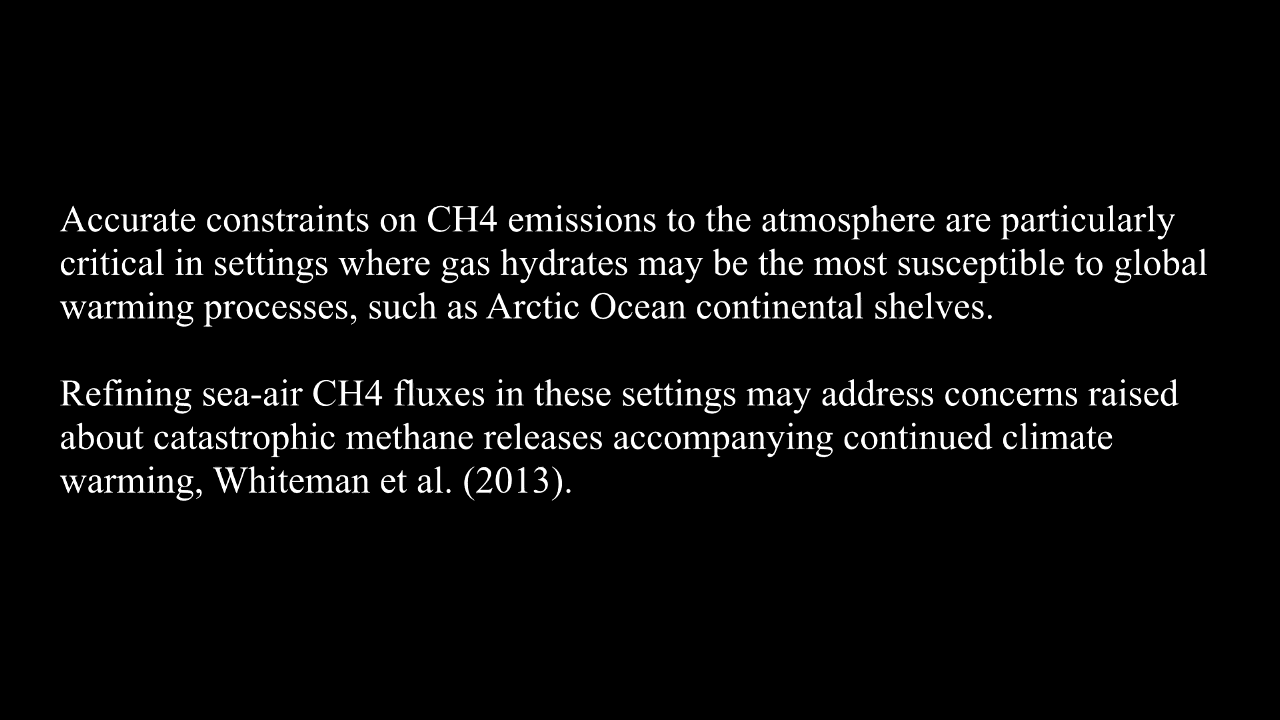 Accurate constraints on CH4 emissions to the atmosphere are particularly
critical in settings where gas hydrates may be the most susceptible to global
warming processes, such as Arctic Ocean continental shelves.
Refining sea-air CH4 fluxes in these settings may address concerns raised
about catastrophic methane releases accompanying continued climate
warming, Whiteman et al. (2013).